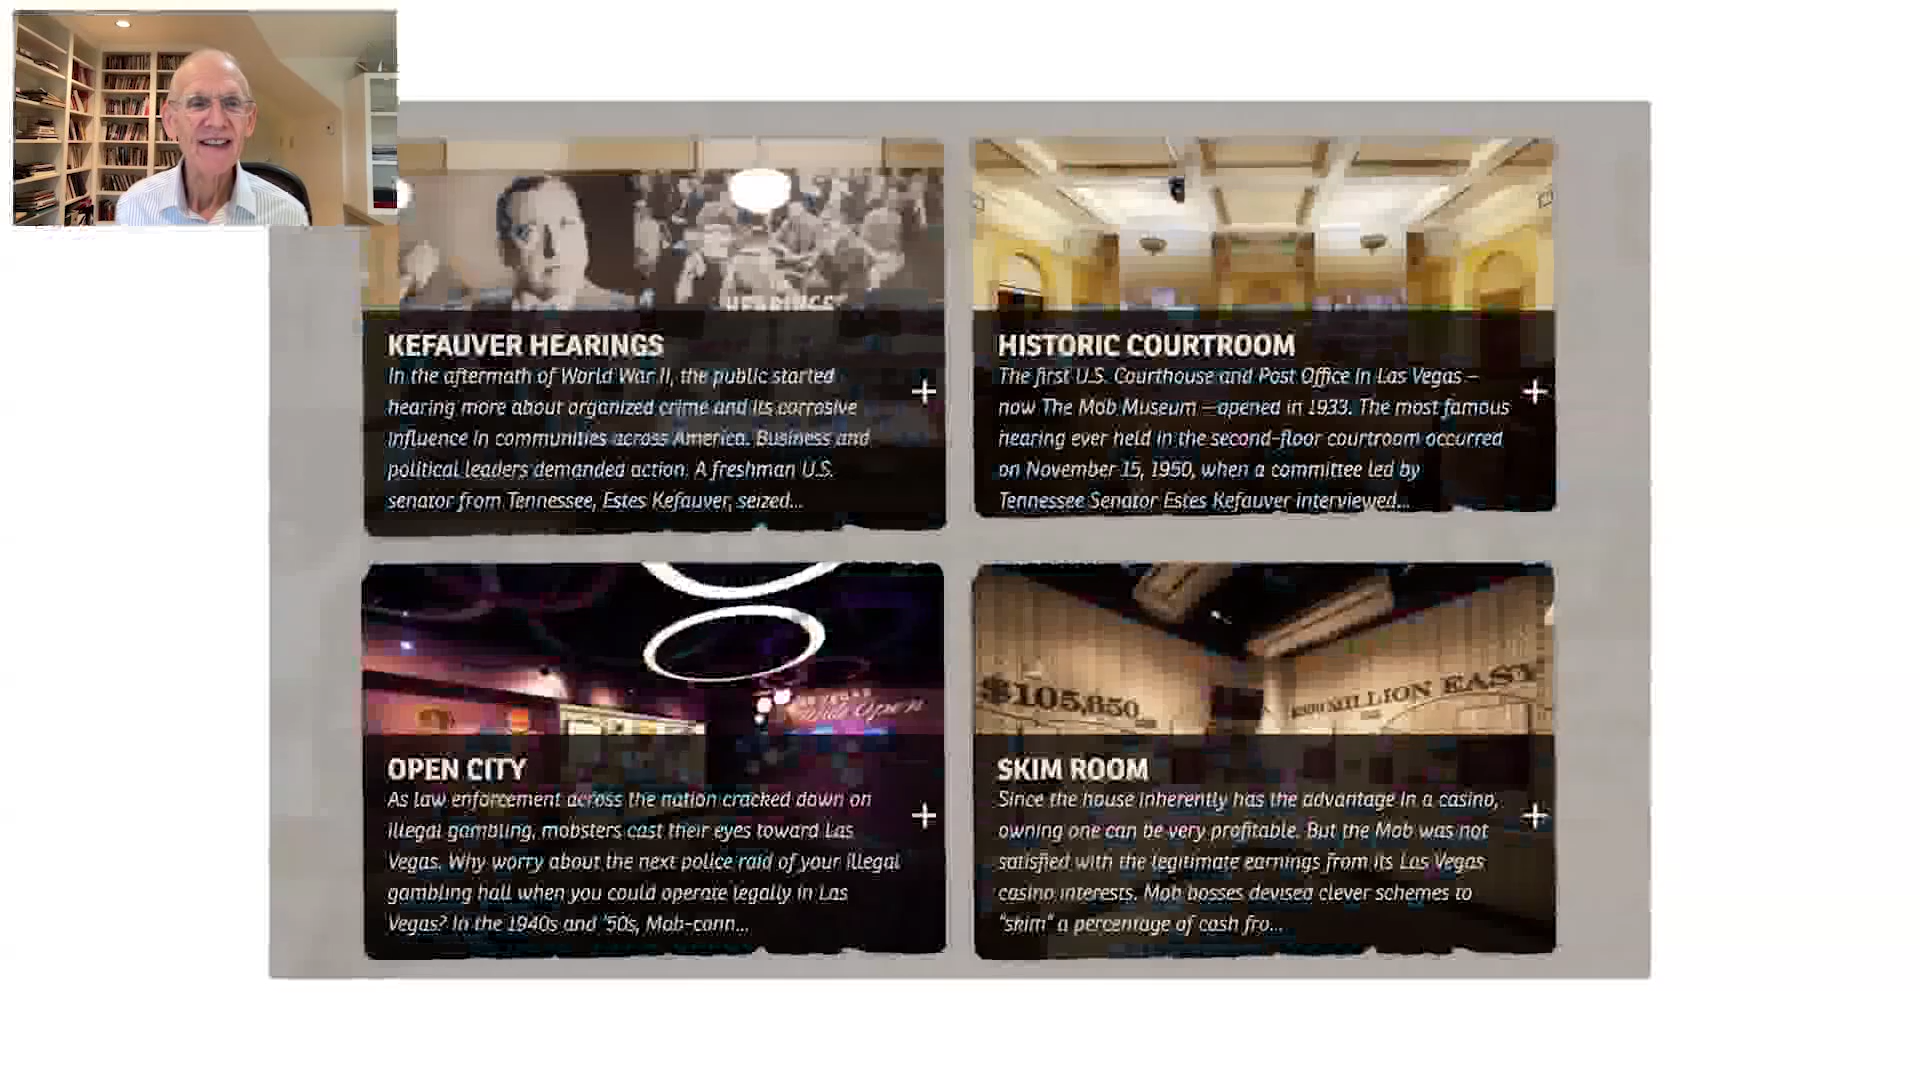 HEARINGS
KEFAUVER HEARINGS
In the aftermath of World War II, the public started
hearing more about organized crime and its corrosive
influence in communities across America. Business and
political leaders demanded action. A freshman U.S.
senator from Tennessee, Estes Kefauver, seized...
HISTORIC COURTROOM
The first U.S. Courthouse and Post Office in Las Vegas –
now The Mob Museum – opened in 1933. The most famous
hearing ever held in the second-floor courtroom occurred
on November 15, 1950, when a committee led by
Tennessee Senator Estes Kefauver interviewed...
Wide Open
OPEN CITY
As law enforcement across the nation cracked down on
illegal gambling, mobsters cast their eyes toward Las
Vegas. Why worry about the next police raid of your illegal
gambling hall when you could operate legally in Las
Vegas? In the 1940s and '50s, Mob-conn...
$105,850
MILLION EAST
SKIM ROOM
Since the house inherently has the advantage in a casino,
owning one can be very profitable. But the Mob was not
satisfied with the legitimate earnings from its Las Vegas
casino interests. Mob bosses devised clever schemes to
"skim" a percentage of cash fro...